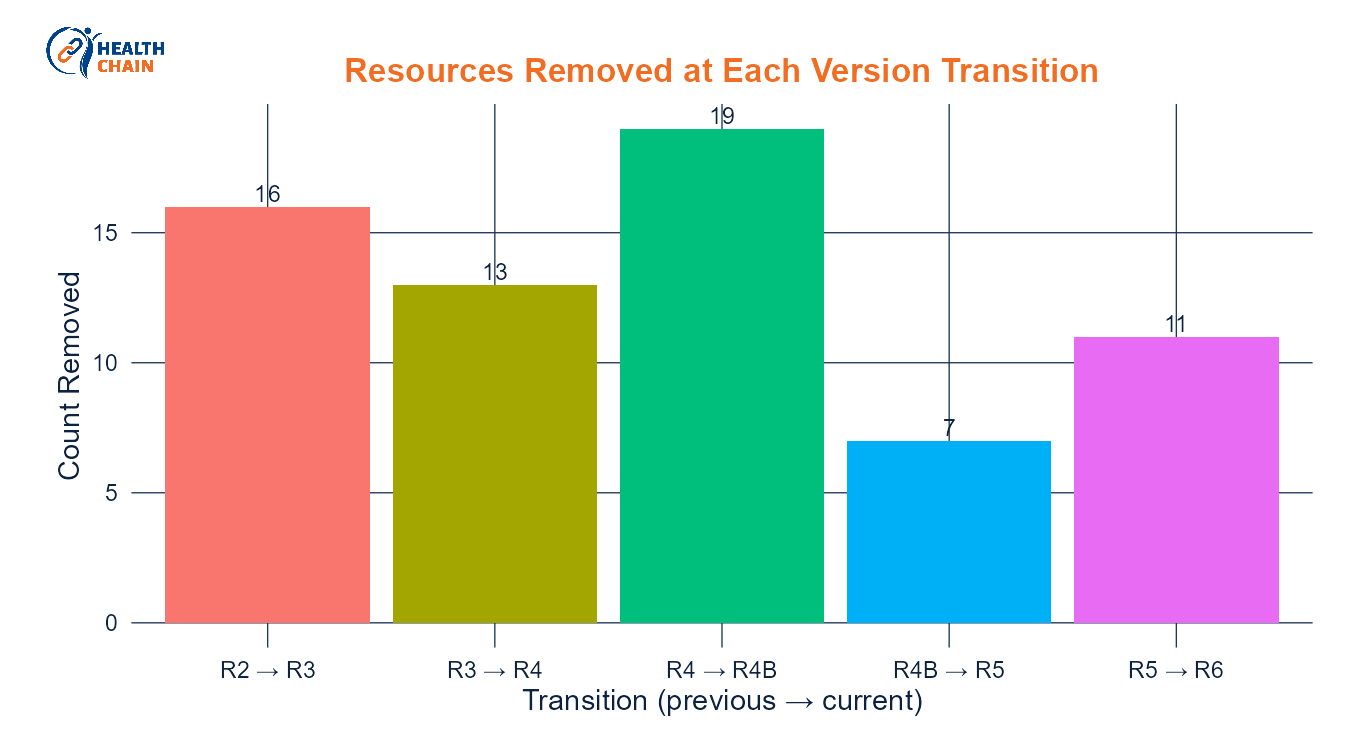 HEALTH
CHAIN
Resources Removed at Each Version Transition
19
16
15
13
11
10
7
5
0
Count Removed
R2 → R3
R3 → R4
R4 → R4B
R4B → R5
R5 → R6
Transition (previous → current)